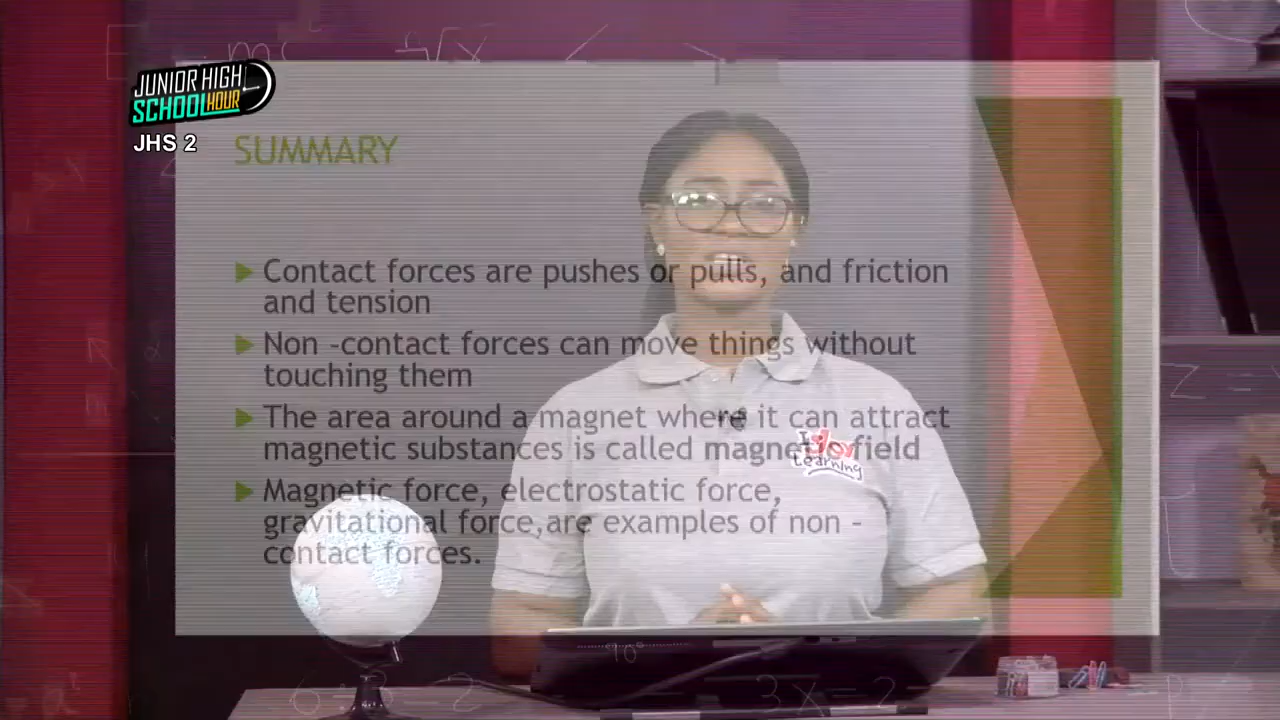 JUNIOR HIGH
SCHOOL HOUR
JHS 2
SUMMARY
Contact forces are pushes or pulls, and friction
and tension
Non -contact forces can move things without
touching them
The area around a magnet where it can attract
magnetic substances is called magnetic field
Magnetic force, electrostatic force,
gravitational force,are examples of non -
contact forces.
I Joy
Learning